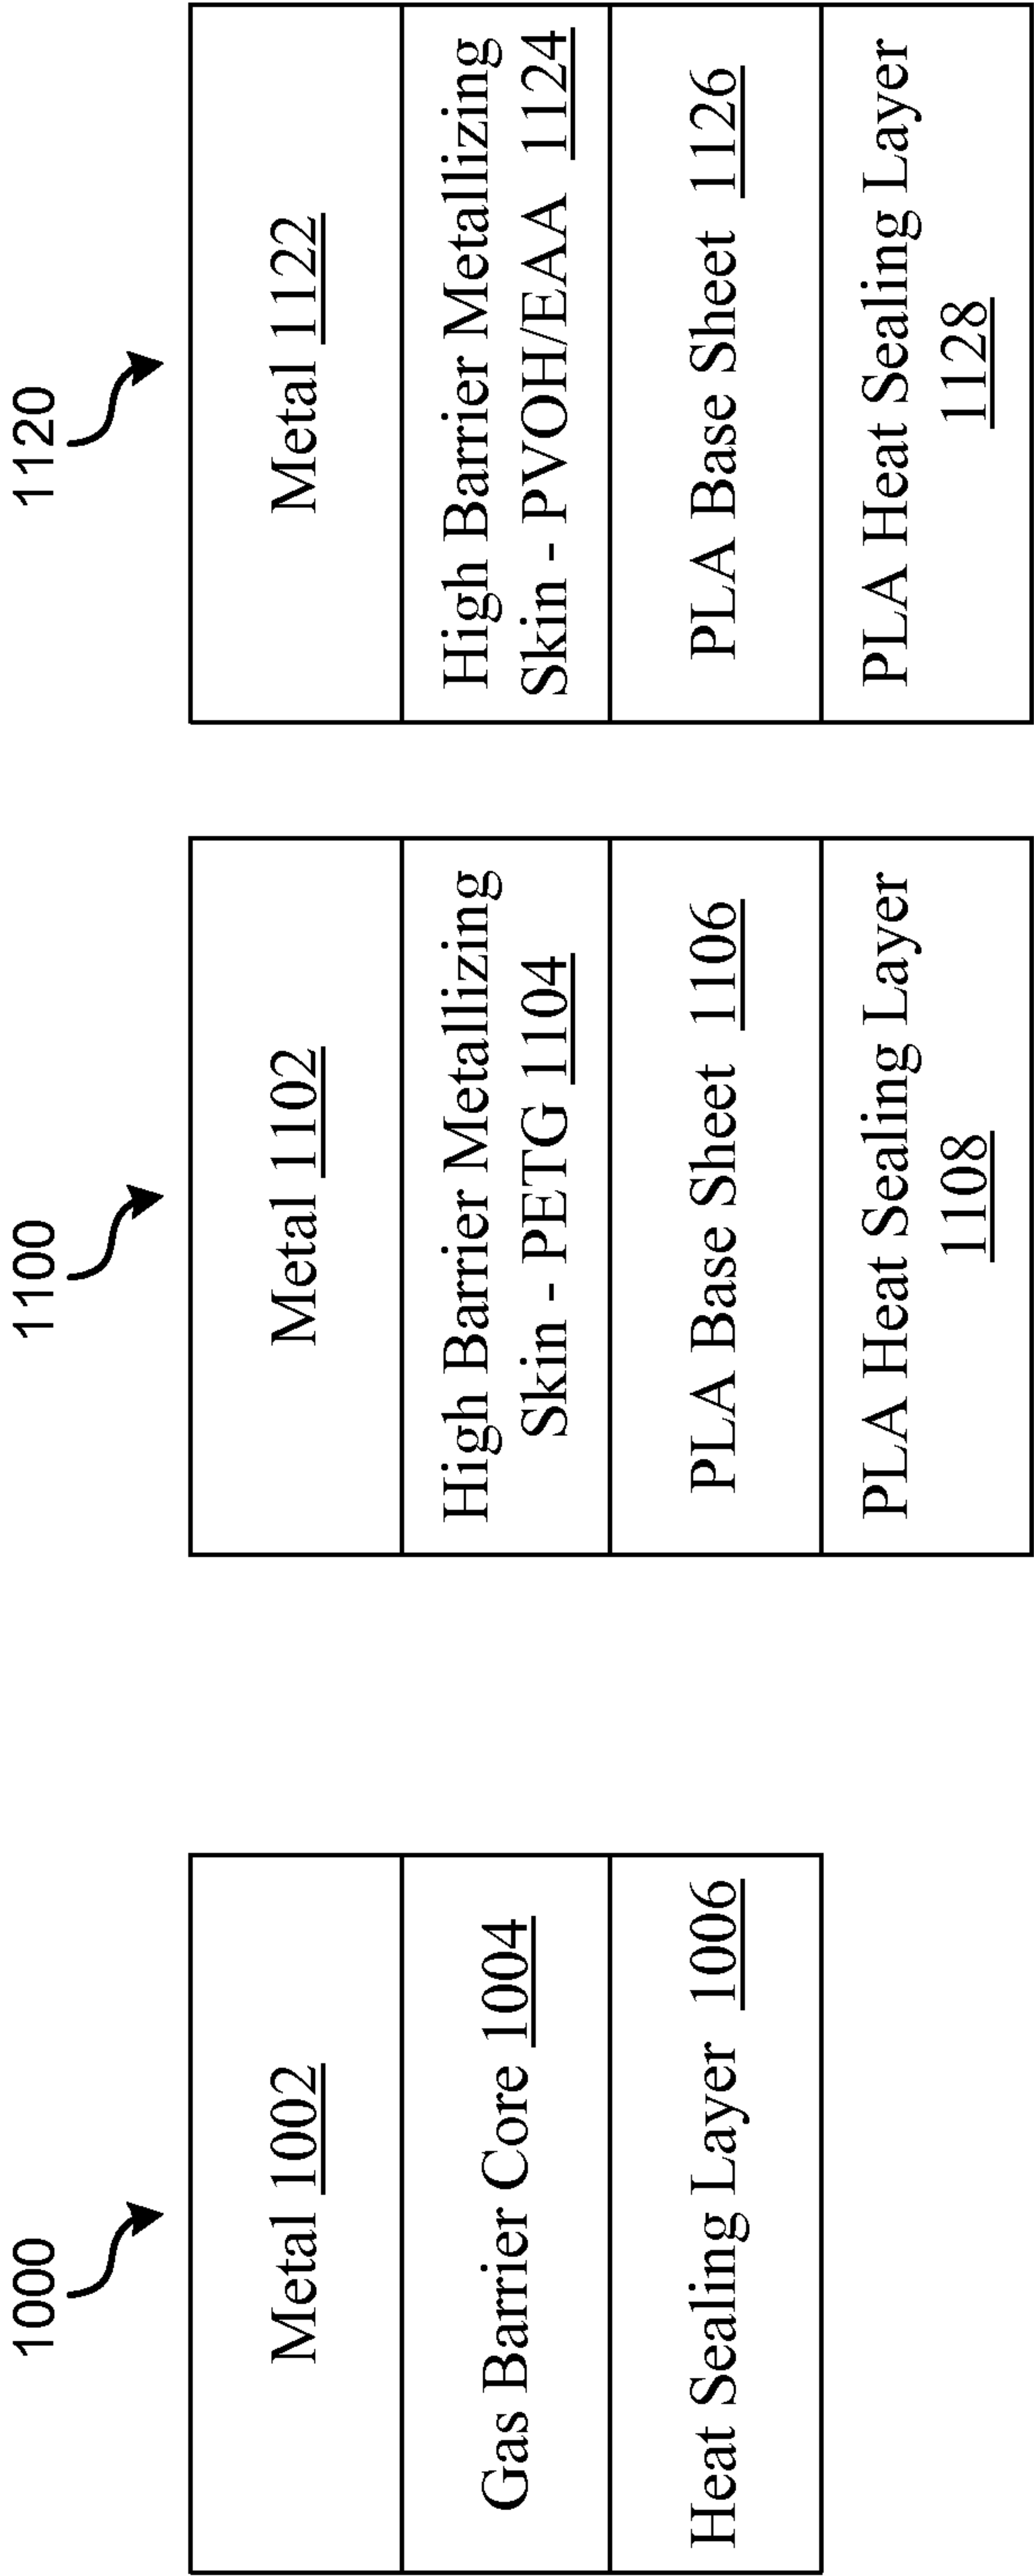 1000
Metal 1002
Gas Barrier Core 1004
Heat Sealing Layer 1006
1100
Metal 1102
High Barrier Metallizing
Skin - PETG 1104
PLA Base Sheet 1106
PLA Heat Sealing Layer
1108
1120
Metal 1122
High Barrier Metallizing
Skin - PVOH/EAA 1124
PLA Base Sheet 1126
PLA Heat Sealing Layer
1128